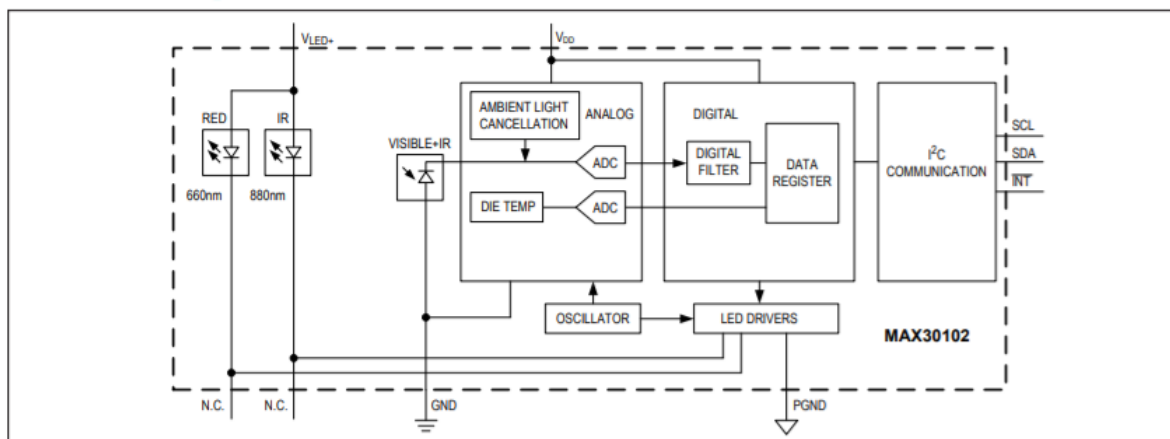 VLED+
VDD
RED
IR
660nm
880nm
VISIBLE+IR
AMBIENT LIGHT
CANCELLATION
ANALOG
ADC
DIE TEMP
ADC
DIGITAL
DIGITAL
FILTER
DATA
REGISTER
I²C
COMMUNICATION
SCL
SDA
INT
OSCILLATOR
LED DRIVERS
MAX30102
N.C.
N.C.
GND
PGND